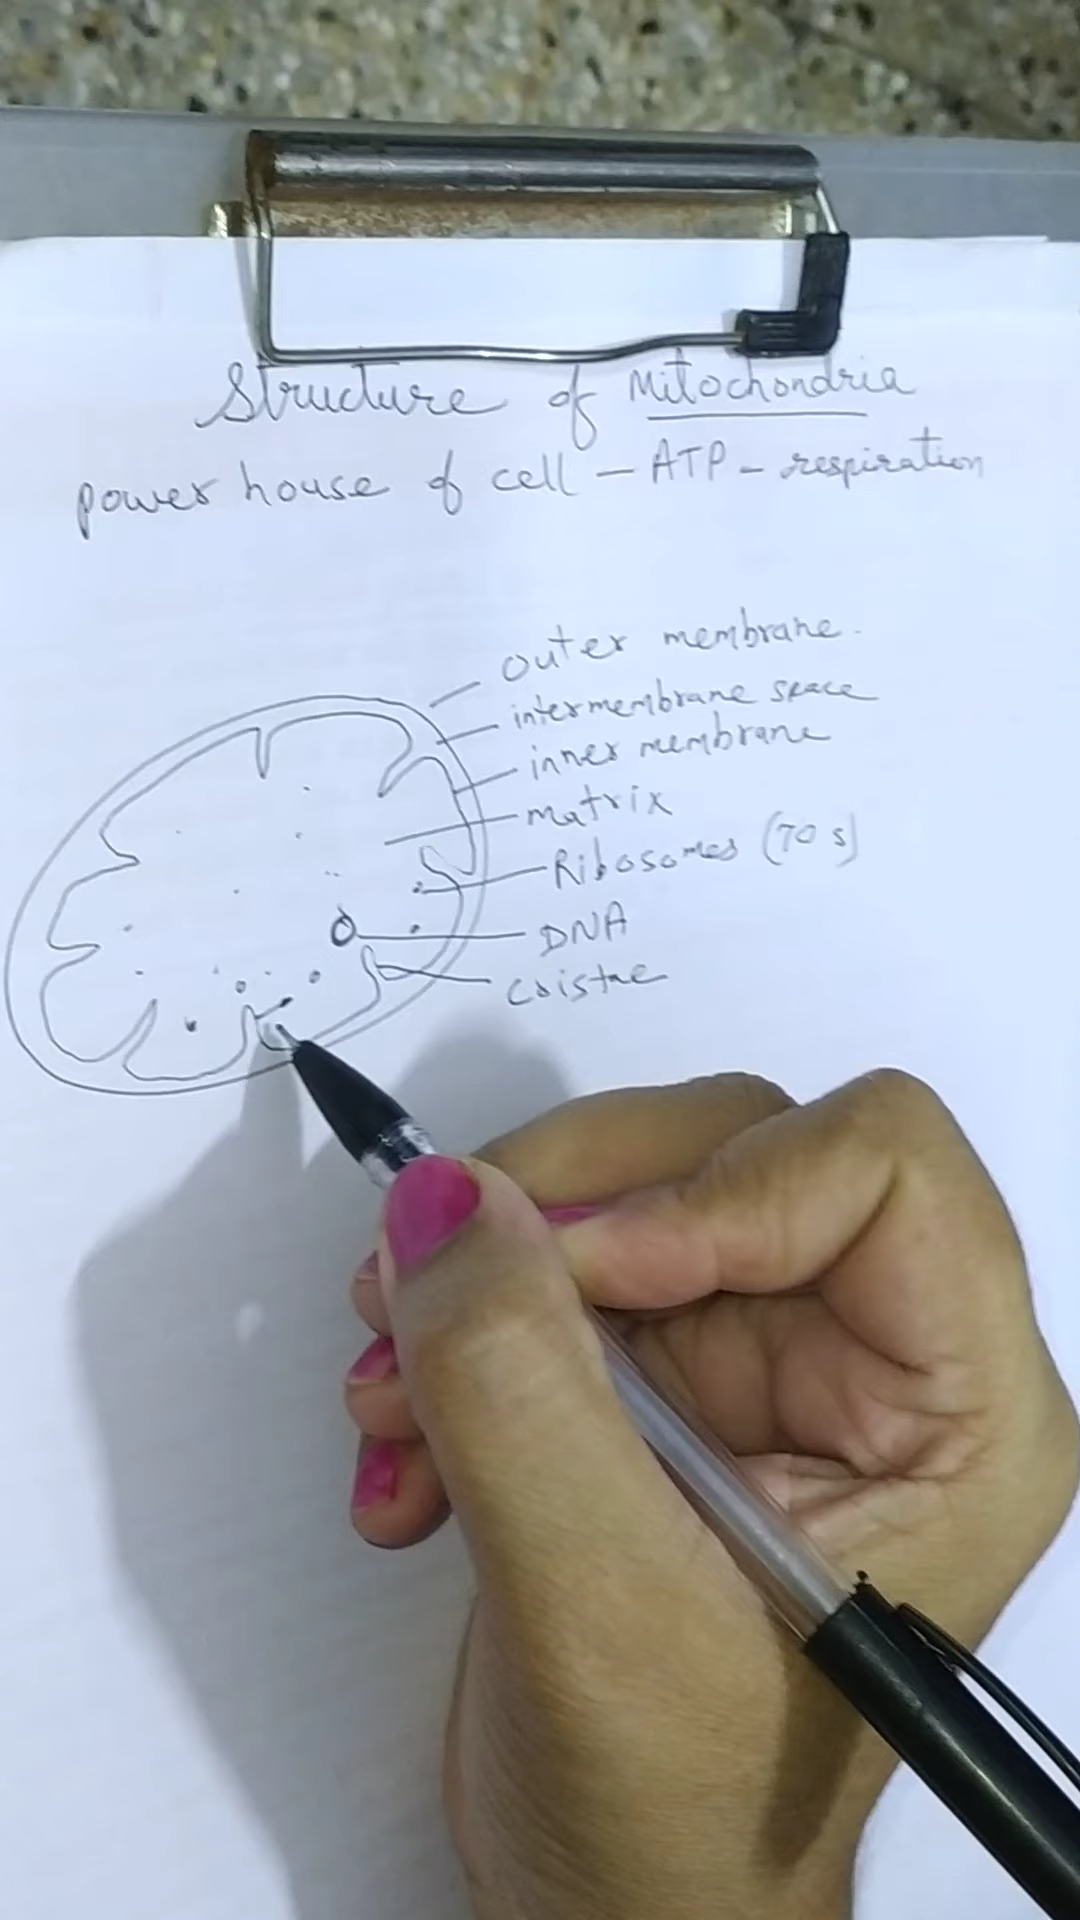 Structure of Mitochondria
power house of cell - ATP - respiration
outer membrane.
intermembrane space
inner membrane
matrix
Ribosomes (70 s)
DNA
cristae